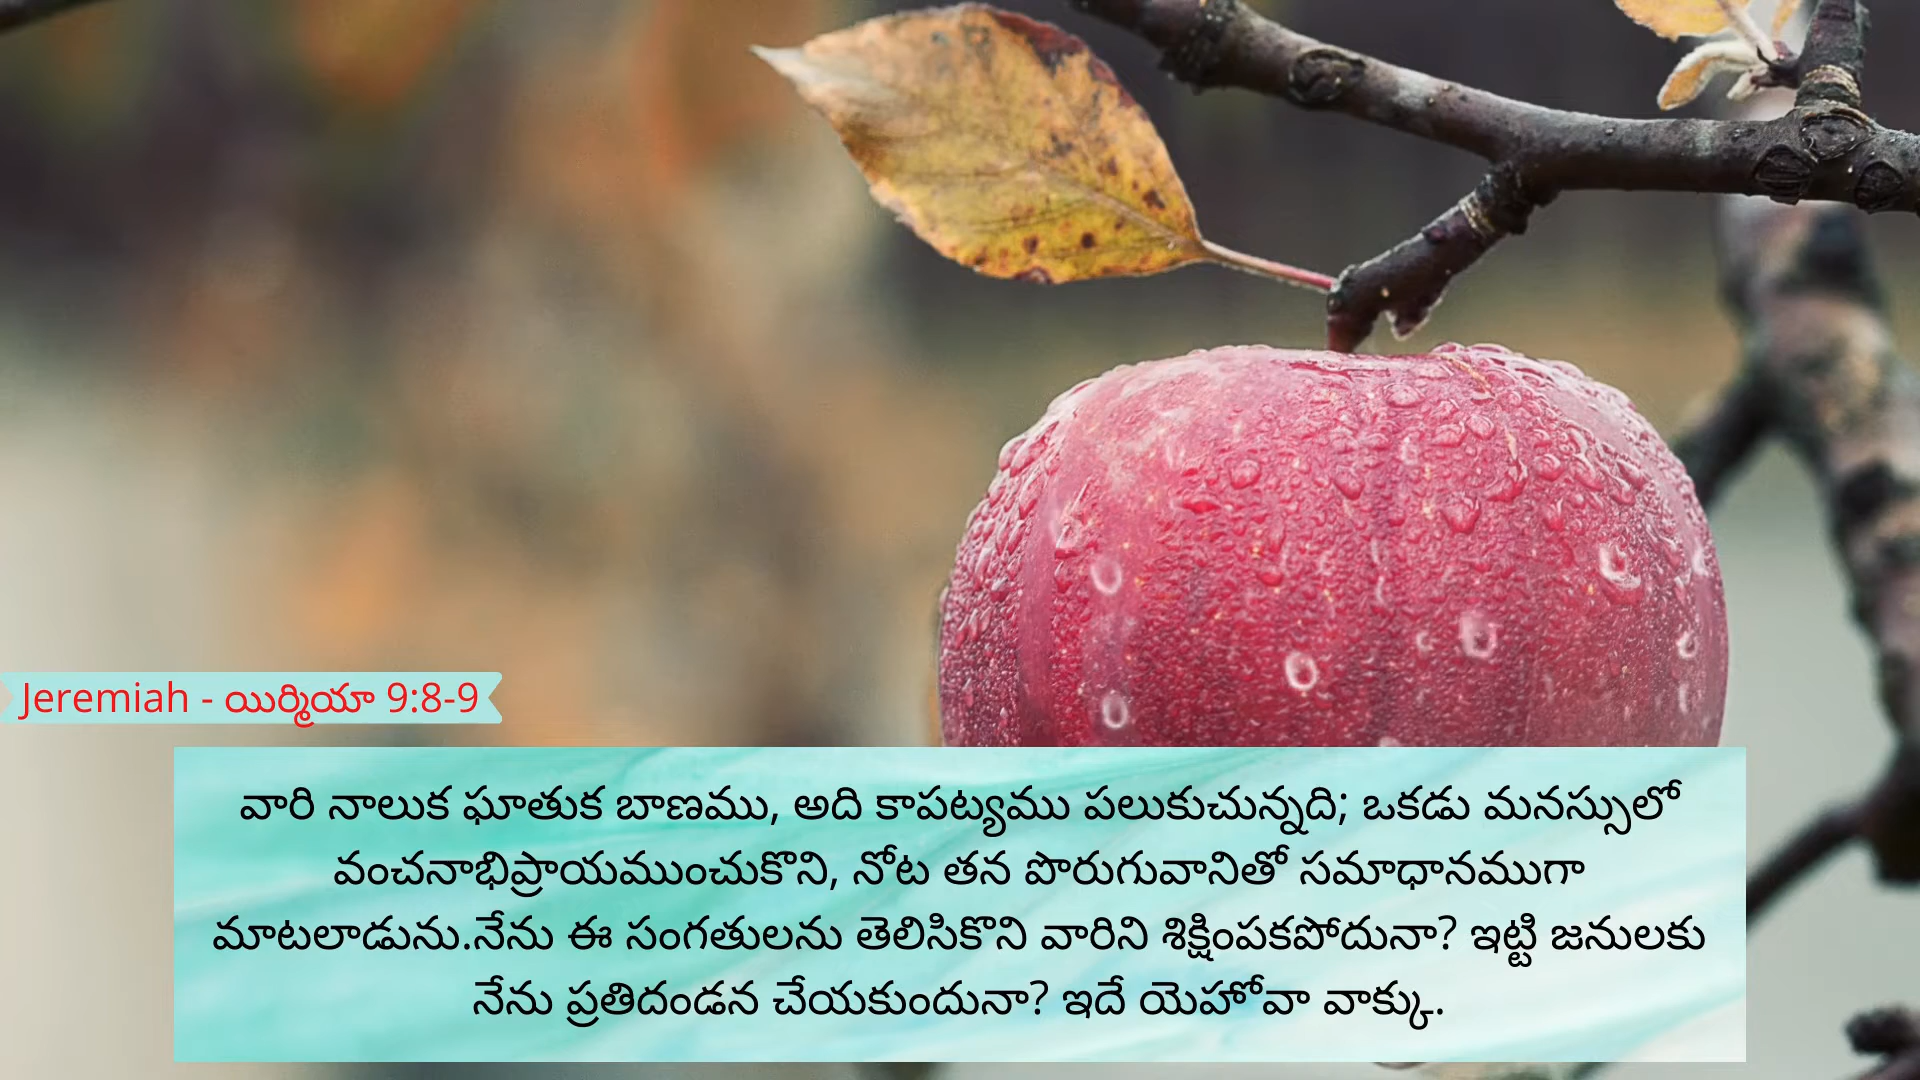 Jeremiah - యిర్మియా 9:8-9
వారి నాలుక ఘాతుక బాణము, అది కాపట్యము పలుకుచున్నది; ఒకడు మనస్సులో
వంచనాభిప్రాయముంచుకొని, నోట తన పొరుగువానితో సమాధానముగా
మాటలాడును.నేను ఈ సంగతులను తెలిసికొని వారిని శిక్షింపకపోదునా? ఇట్టి జనులకు
నేను ప్రతిదండన చేయకుందునా? ఇదే యెహోవా వాక్కు.